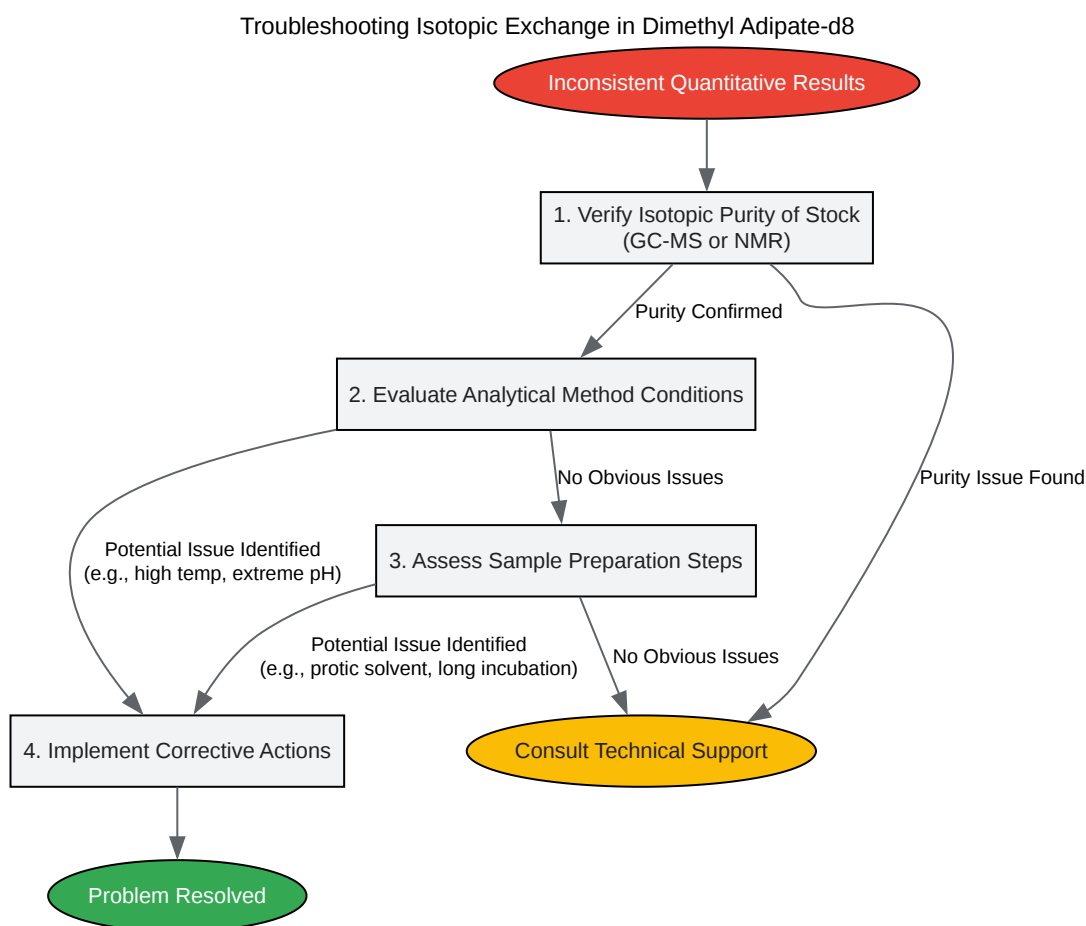 Troubleshooting Isotopic Exchange in Dimethyl Adipate-d8
Inconsistent Quantitative Results
1. Verify Isotopic Purity of Stock
(GC-MS or NMR)
Purity Confirmed
2. Evaluate Analytical Method Conditions
No Obvious Issues
Purity Issue Found
Potential Issue Identified
(e.g., high temp, extreme pH)
3. Assess Sample Preparation Steps
Potential Issue Identified
(e.g., protic solvent, long incubation)
No Obvious Issues
4. Implement Corrective Actions
Consult Technical Support
Problem Resolved